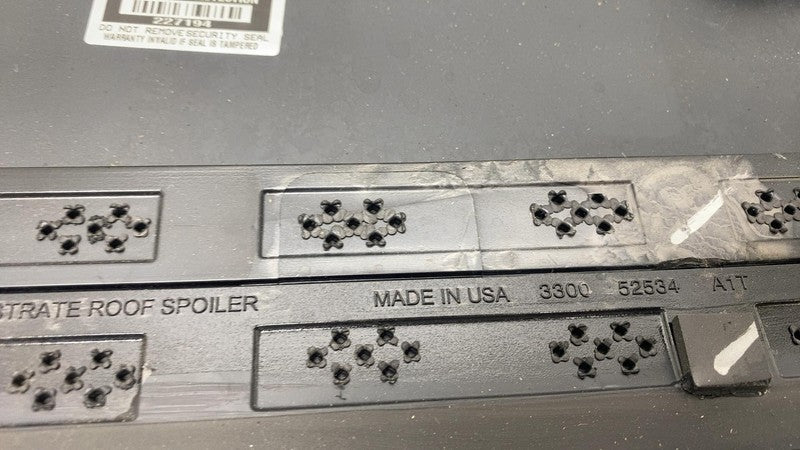 227194
DO NOT REMOVE SECURITY SEAL
WARRANTY INVALID IF SEAL IS TAMPERED
STRATE ROOF SPOILER MADE IN USA 3300 52534 A1T